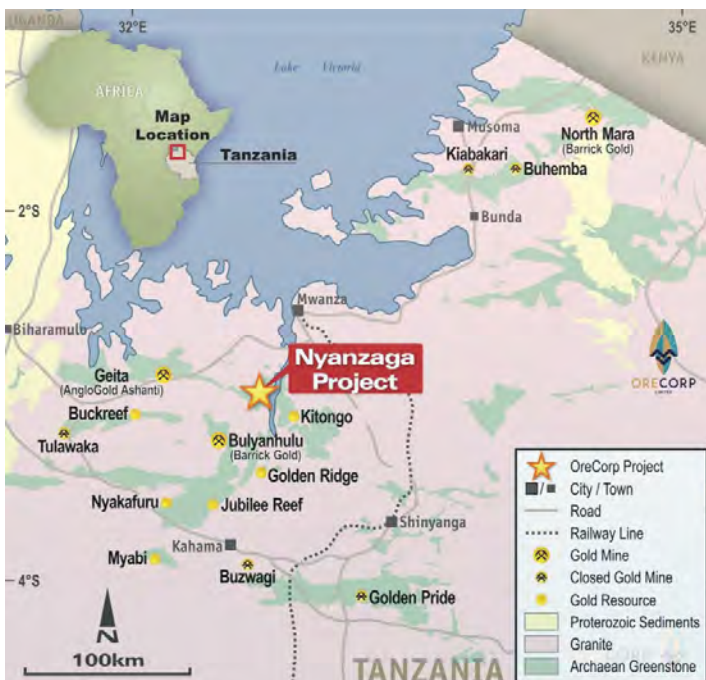 UGANDA
32°E
35°E
KENYA
Lake Victoria
AFRICA
Map
Location
Tanzania
Musoma
North Mara
(Barrick Gold)
Kiabakari
Buhemba
2°S
Bunda
Mwanza
Biharamulo
Nyanzaga
Project
Geita
(AngloGold Ashanti)
ORECORP
LIMITED
Buckreef
Kitongo
Tulawaka
Bulyanhulu
(Barrick Gold)
Golden Ridge
Nyakafuru
Jubilee Reef
Shinyanga
Kahama
Myabi
Buzwagi
4°S
Golden Pride
N
100km
TANZANIA
OreCorp Project
City / Town
Road
Railway Line
Gold Mine
Closed Gold Mine
Gold Resource
Proterozoic Sediments
Granite
Archaean Greenstone